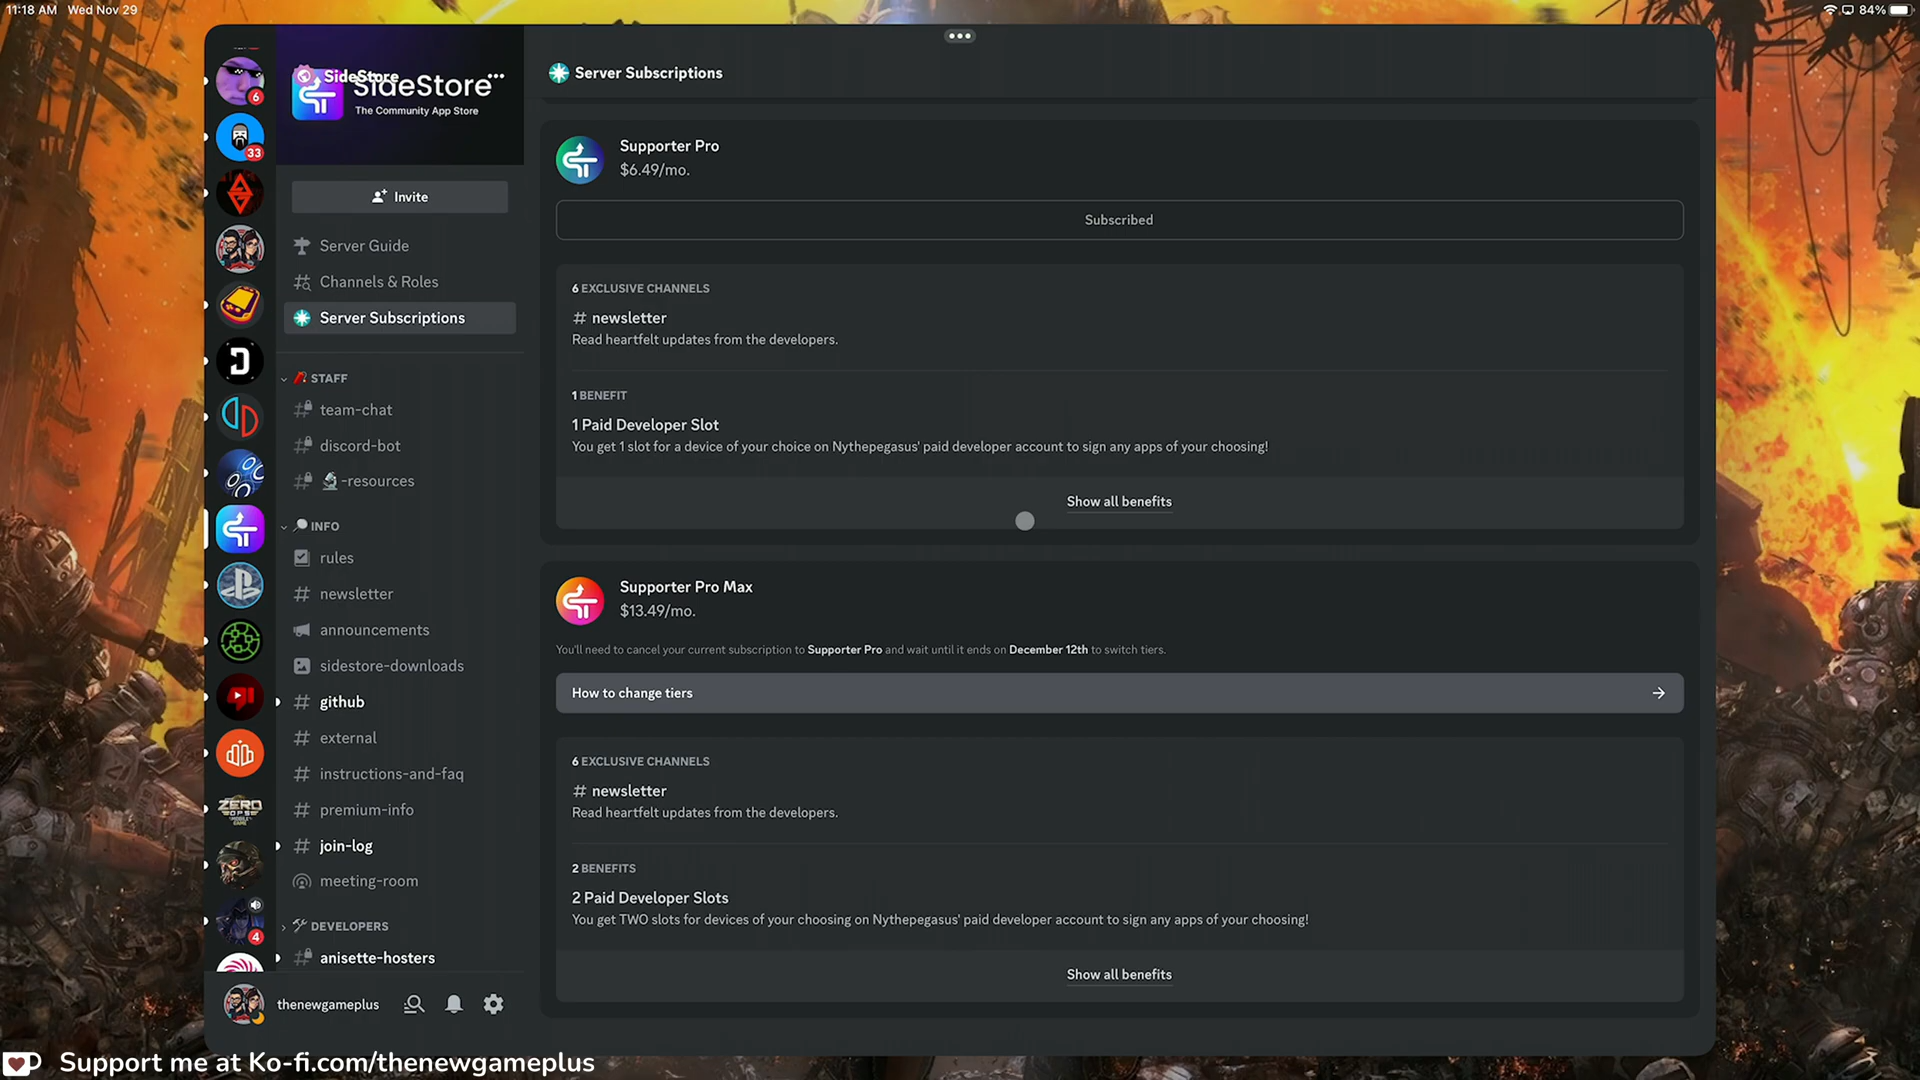 11:18 AM Wed Nov 29
84%
SideStore
SideStore
The Community App Store
6
33
Invite
Server Guide
Channels & Roles
Server Subscriptions
STAFF
team-chat
discord-bot
-resources
INFO
rules
newsletter
announcements
sidestore-downloads
github
external
instructions-and-faq
premium-info
join-log
meeting-room
DEVELOPERS
anisette-hosters
ZERO
OPS
4
thenewgameplus
Server Subscriptions
Supporter Pro
$6.49/mo.
Subscribed
6 EXCLUSIVE CHANNELS
# newsletter
Read heartfelt updates from the developers.
1 BENEFIT
1 Paid Developer Slot
You get 1 slot for a device of your choice on Nythepegasus' paid developer account to sign any apps of your choosing!
Show all benefits
Supporter Pro Max
$13.49/mo.
You'll need to cancel your current subscription to Supporter Pro and wait until it ends on December 12th to switch tiers.
How to change tiers
6 EXCLUSIVE CHANNELS
# newsletter
Read heartfelt updates from the developers.
2 BENEFITS
2 Paid Developer Slots
You get TWO slots for devices of your choosing on Nythepegasus' paid developer account to sign any apps of your choosing!
Show all benefits
Support me at Ko-fi.com/thenewgameplus